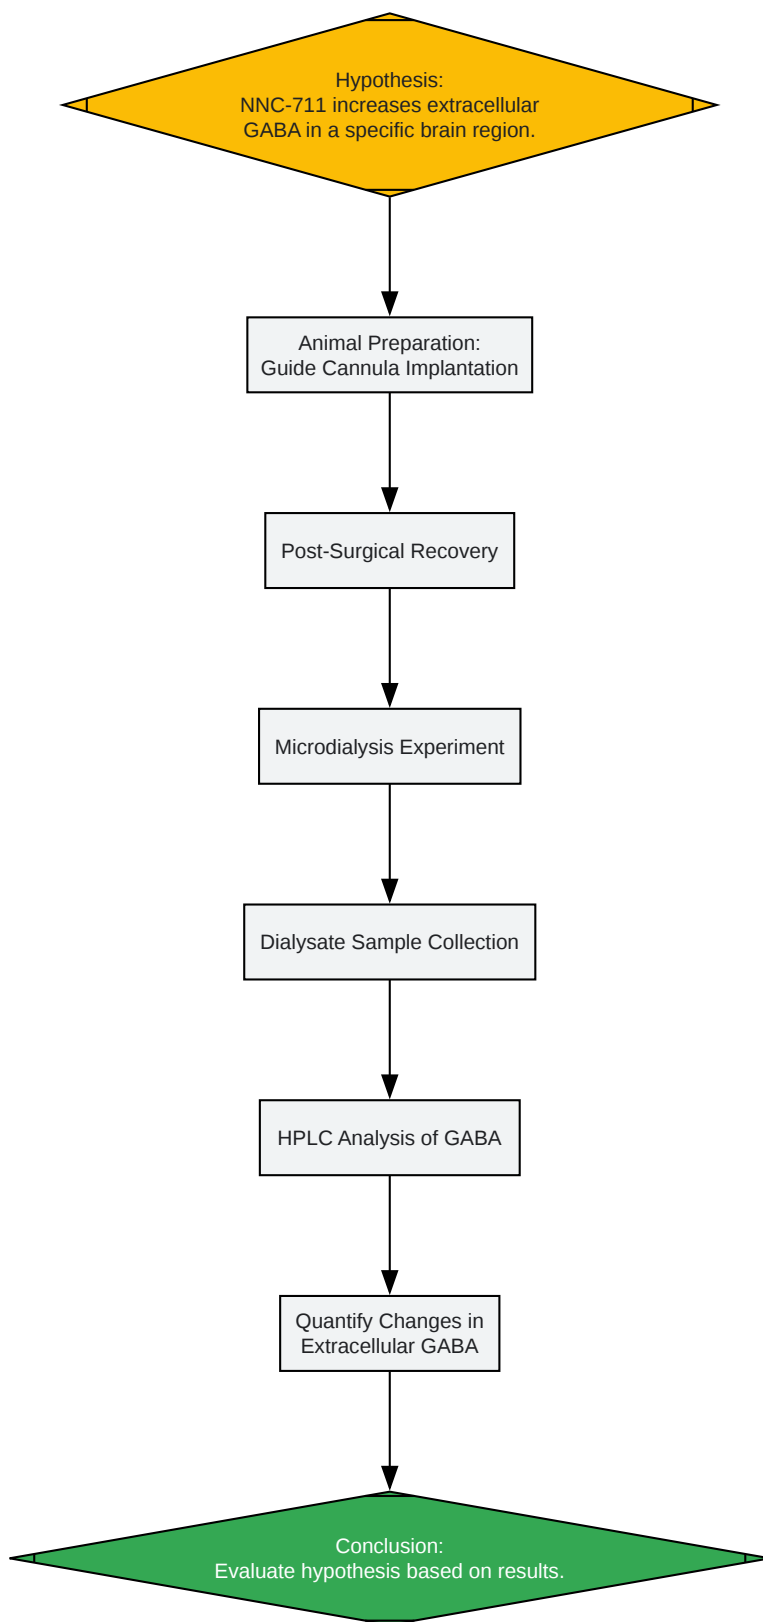 Hypothesis:
NNC-711 increases extracellular
GABA in a specific brain region.
Animal Preparation:
Guide Cannula Implantation
Post-Surgical Recovery
Microdialysis Experiment
Dialysate Sample Collection
HPLC Analysis of GABA
Quantify Changes in
Extracellular GABA
Conclusion:
Evaluate hypothesis based on results.